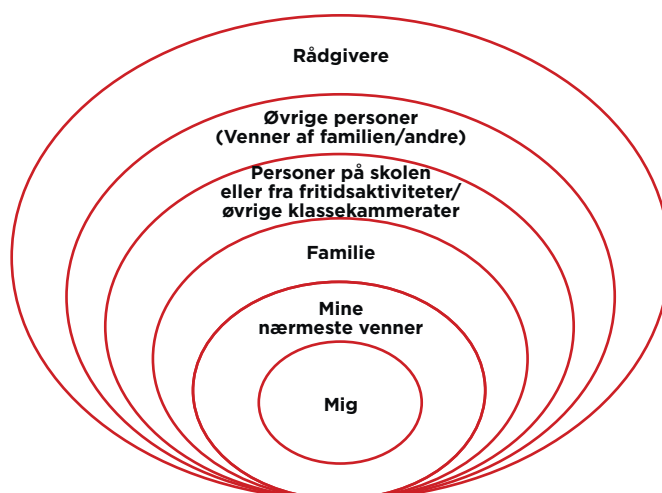 Rådgivere
Øvrige personer
(Venner af familien/andre)
Personer på skolen
eller fra fritidsaktiviteter/
øvrige klassekammerater
Familie
Mine
nærmeste venner
Mig